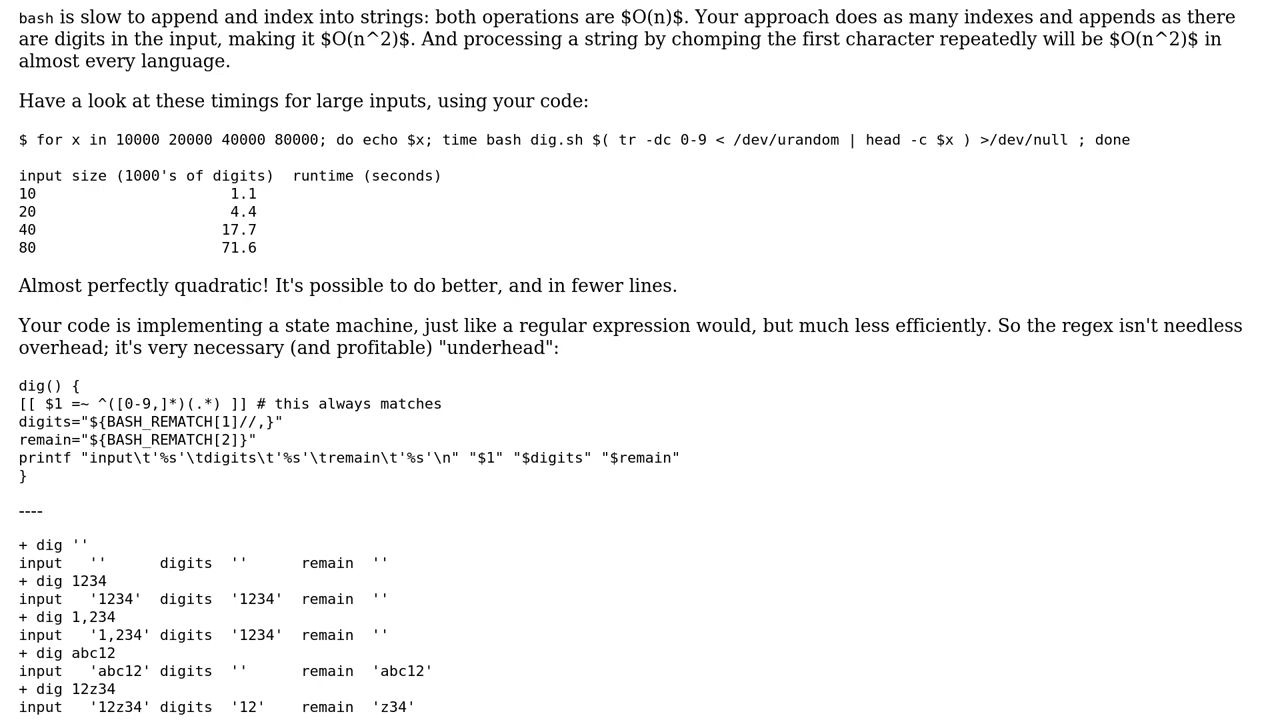 bash is slow to append and index into strings: both operations are $O(n)$. Your approach does as many indexes and appends as there
are digits in the input, making it $O(n^2)$. And processing a string by chomping the first character repeatedly will be $O(n^2)$ in
almost every language.
Have a look at these timings for large inputs, using your code:
$ for x in 10000 20000 40000 80000; do echo $x; time bash dig.sh $( tr -dc 0-9 < /dev/urandom | head -c $x ) >/dev/null ; done
input size (1000's of digits)  runtime (seconds)
10                      1.1
20                      4.4
40                     17.7
80                     71.6
Almost perfectly quadratic! It's possible to do better, and in fewer lines.
Your code is implementing a state machine, just like a regular expression would, but much less efficiently. So the regex isn't needless
overhead; it's very necessary (and profitable) "underhead":
dig() {
[[ $1 =~ ^([0-9,]*)(.*) ]] # this always matches
digits="${BASH_REMATCH[1]//,}"
remain="${BASH_REMATCH[2]}"
printf "input\t'%s'\tdigits\t'%s'\tremain\t'%s'\n" "$1" "$digits" "$remain"
}
----
+ dig ''
input   ''      digits  ''      remain  ''
+ dig 1234
input   '1234'  digits  '1234'  remain  ''
+ dig 1,234
input   '1,234' digits  '1234'  remain  ''
+ dig abc12
input   'abc12' digits  ''      remain  'abc12'
+ dig 12z34
input   '12z34' digits  '12'    remain  'z34'